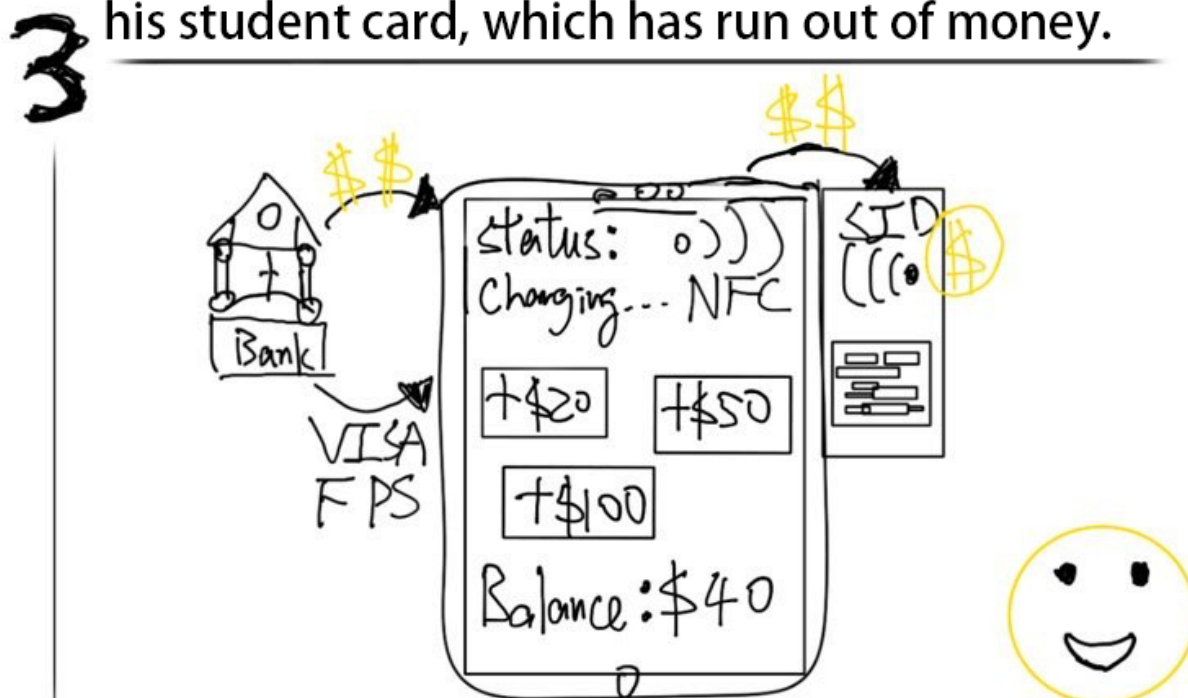 3
his student card, which has run out of money.
$$
$$
SID
$
status:
Charging... NFC
Bank
+$20
+$50
VISA
FPS
+$100
Balance: $40